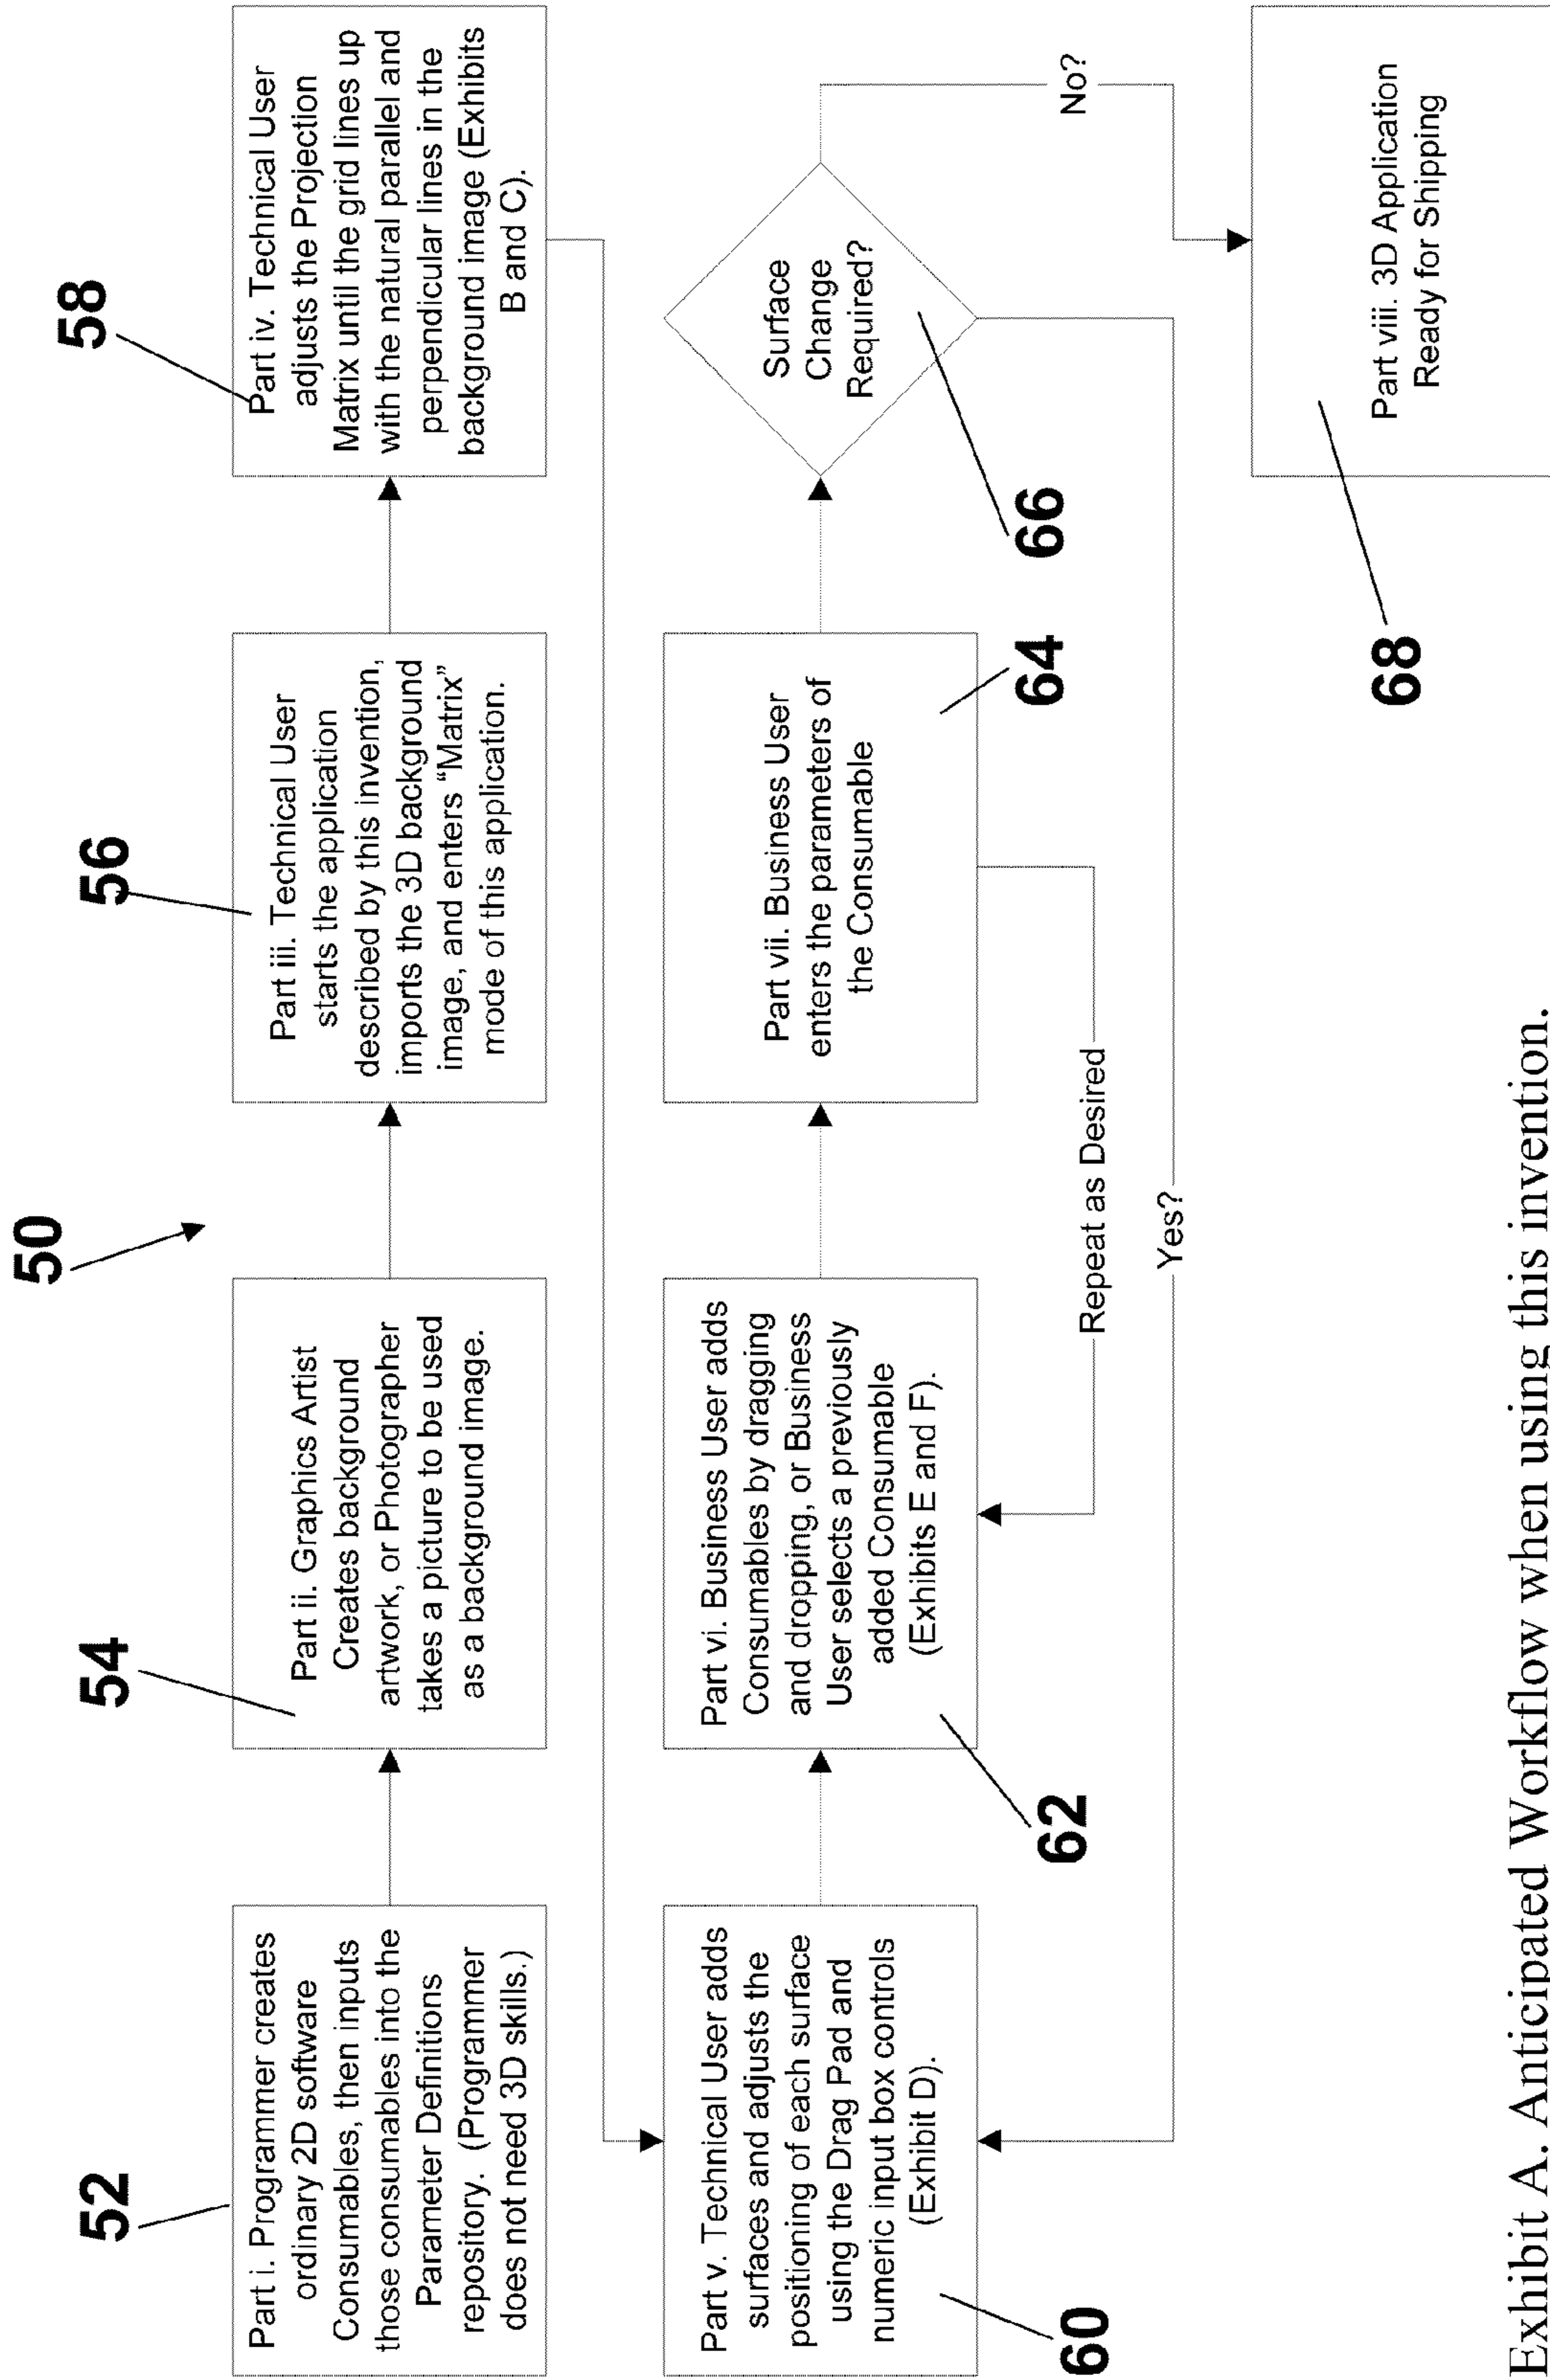 50
52
Part i. Programmer creates
ordinary 2D software
Consumables, then inputs
those consumables into the
Parameter Definitions
repository. (Programmer
does not need 3D skills.)
54
Part ii. Graphics Artist
Creates background
artwork, or Photographer
takes a picture to be used
as a background image.
56
Part iii. Technical User
starts the application
described by this invention,
imports the 3D background
image, and enters “Matrix”
mode of this application.
58
Part iv. Technical User
adjusts the Projection
Matrix until the grid lines up
with the natural parallel and
perpendicular lines in the
background image (Exhibits
B and C).
Part v. Technical User adds
surfaces and adjusts the
positioning of each surface
using the Drag Pad and
numeric input box controls
(Exhibit D).
60
Part vi. Business User adds
Consumables by dragging
and dropping, or Business
User selects a previously
added Consumable
(Exhibits E and F).
62
Part vii. Business User
enters the parameters of
the Consumable
64
Surface
Change
Required?
66
Repeat as Desired
Yes?
No?
Part viii. 3D Application
Ready for Shipping
68
Exhibit A. Anticipated Workflow when using this invention.